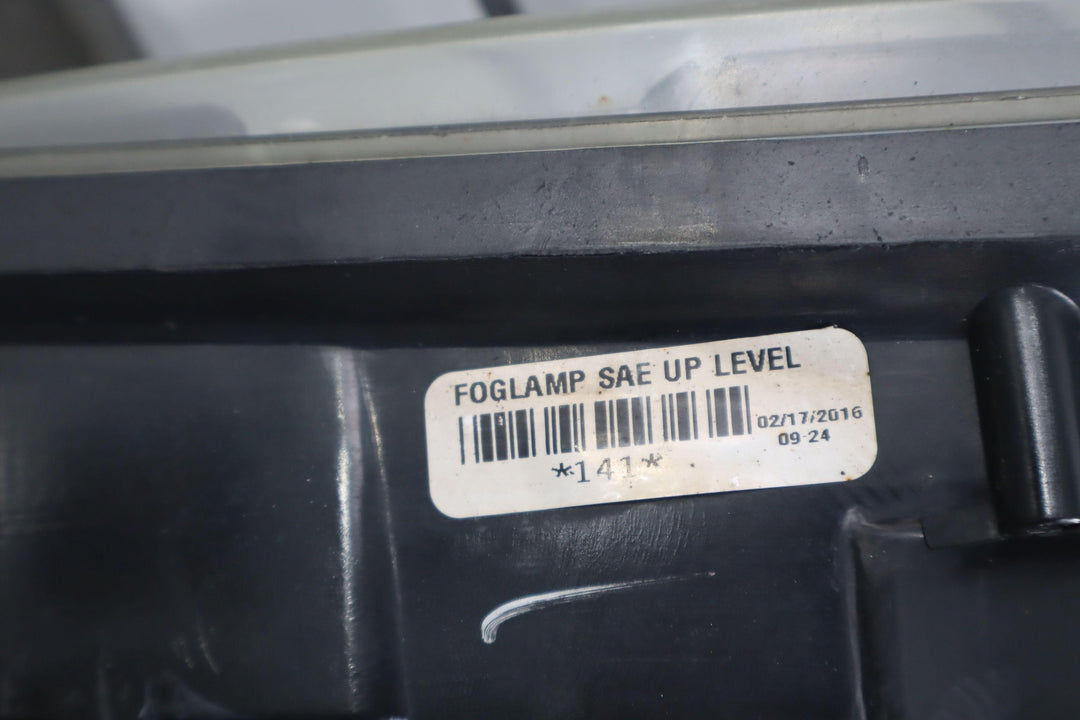 FOGLAMP SAE UP LEVEL
02/17/2016
09-24
*141*